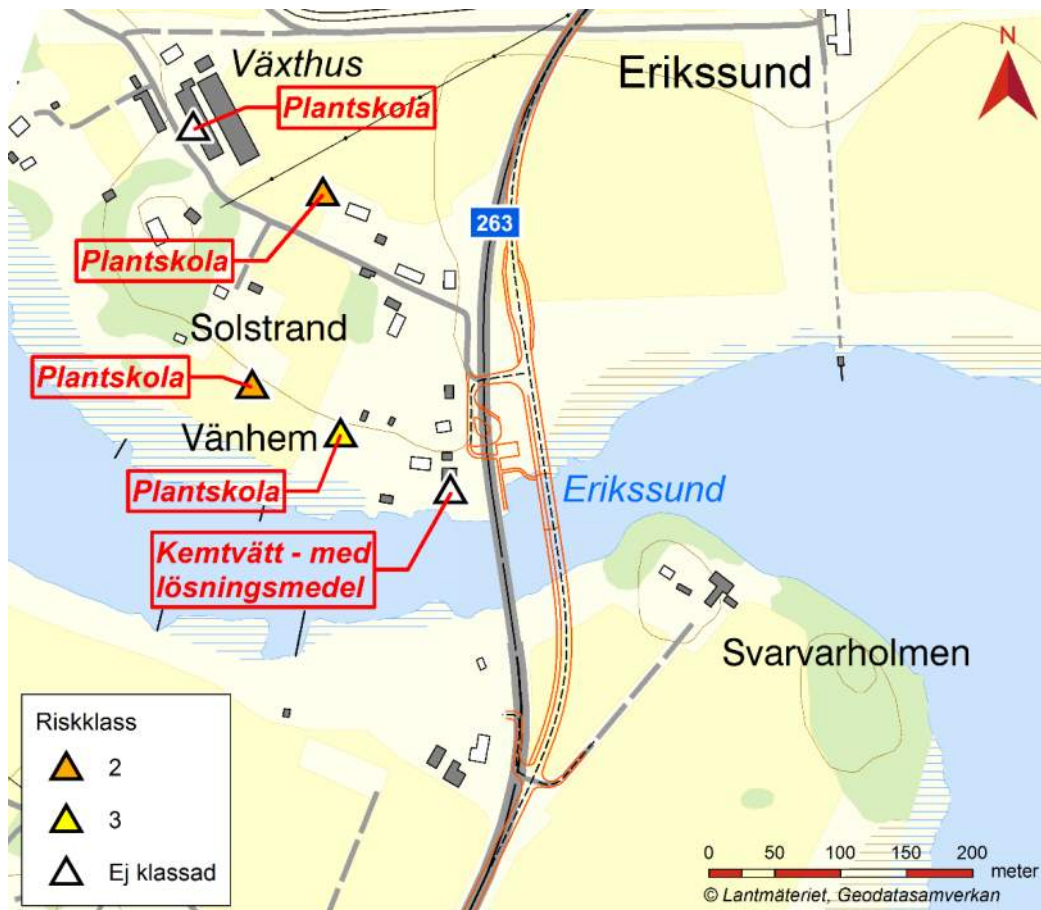 Växthus
Erikssund
N
Plantskola
263
Plantskola
Solstrand
Plantskola
Vänhem
Plantskola
Erikssund
Kemtvätt - med
lösningsmedel
Svarvarholmen
Riskklass
2
3
Ej klassad
0 50 100 150 200
meter
© Lantmäteriet, Geodatasamverkan